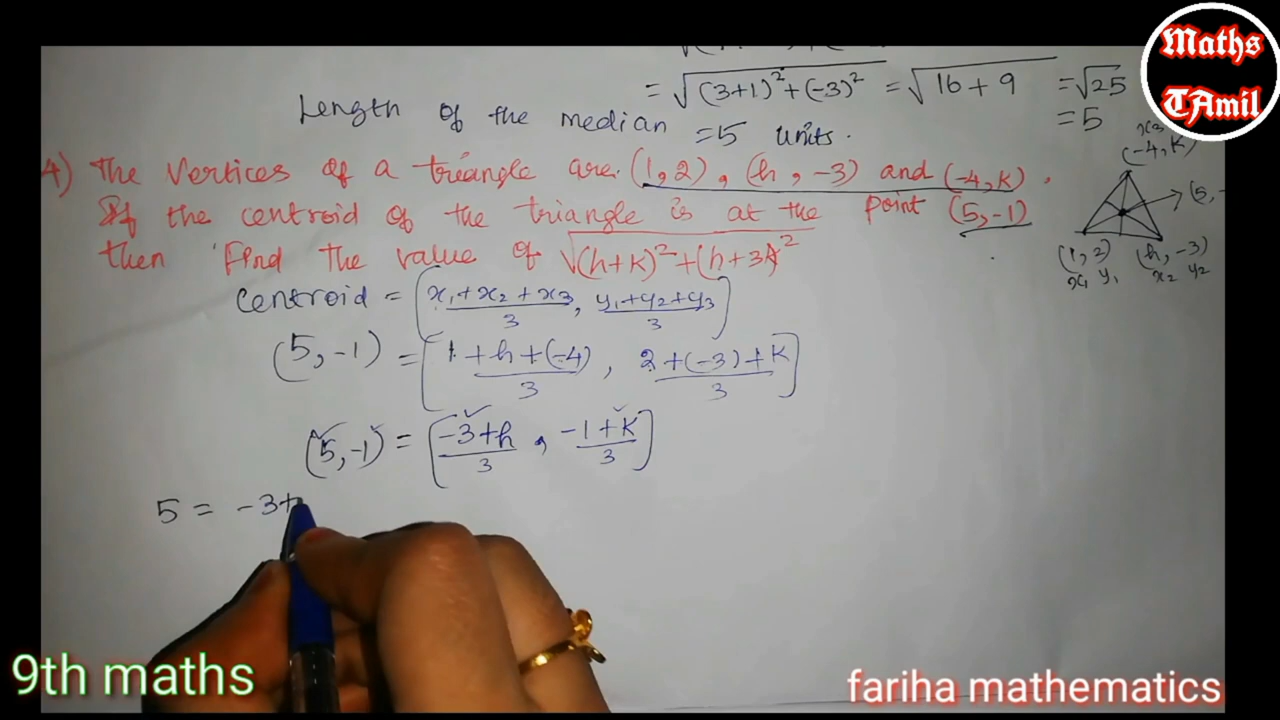 Maths
TAmil
= √(3+1)²+(-3)² = √16+9 = √25
Length of the median = 5 units. = 5
4) The vertices of a triangle are (1,2), (h,-3) and (-4,k).
If the centroid of the triangle is at the point (5,-1)
then Find the value of √(h+k)²+(h+3k)²
x3
(-4,K)
(5,-
(1,2) (h,-3)
x1 y1 x2 y2
centroid = [x1+x2+x3/3, y1+y2+y3/3]
(5,-1) = [1+h+(-4)/3, 2+(-3)+k/3]
(5,-1) = [-3+h/3, -1+k/3]
5 = -3+
9th maths
fariha mathematics